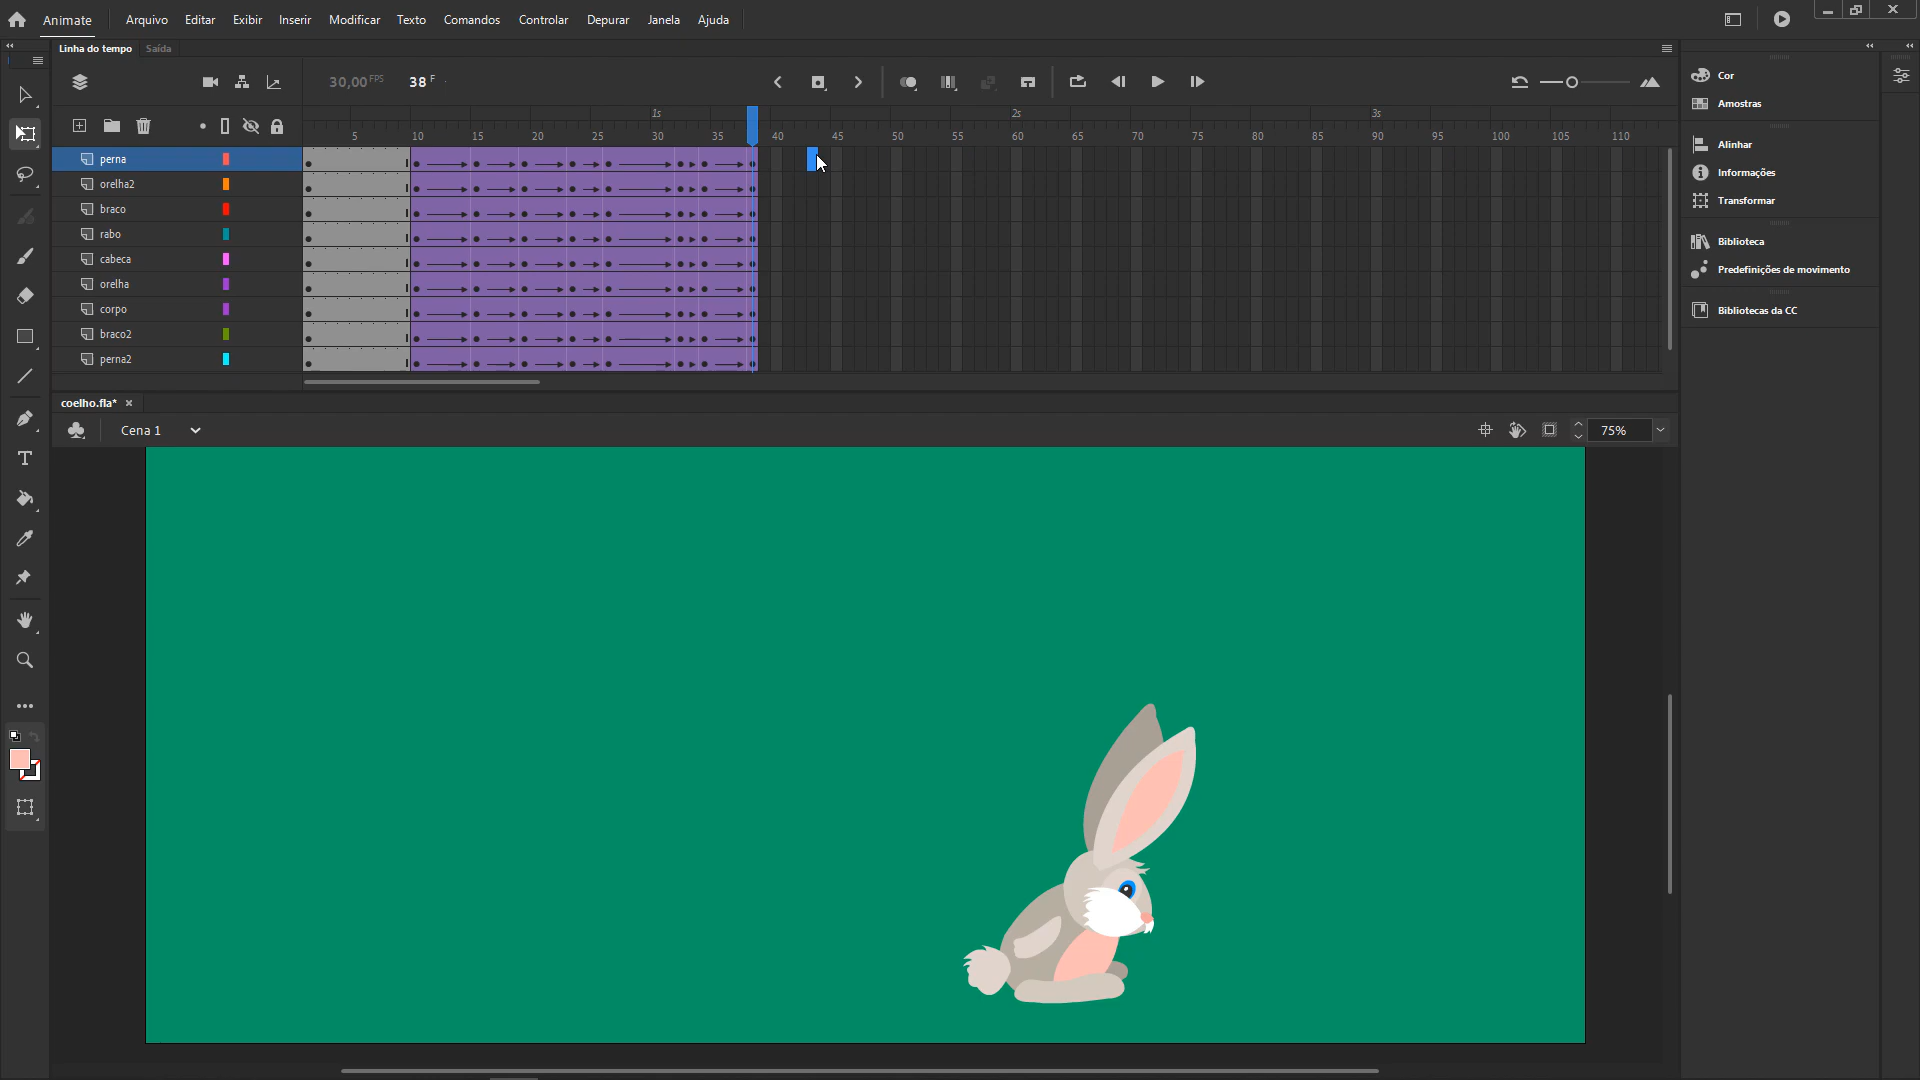 Animate Arquivo Editar Exibir Inserir Modificar Texto Comandos Controlar Depurar Janela Ajuda
Linha do tempo Saída
30,00 FPS 38 F
1s 2s 3s
5 10 15 20 25 30 35 40 45 50 55 60 65 70 75 80 85 90 95 100 105 110
perna
orelha2
braco
rabo
cabeca
orelha
corpo
braco2
perna2
coelho.fla*
Cena 1 75%
Cor
Amostras
Alinhar
Informações
Transformar
Biblioteca
Predefinições de movimento
Bibliotecas da CC